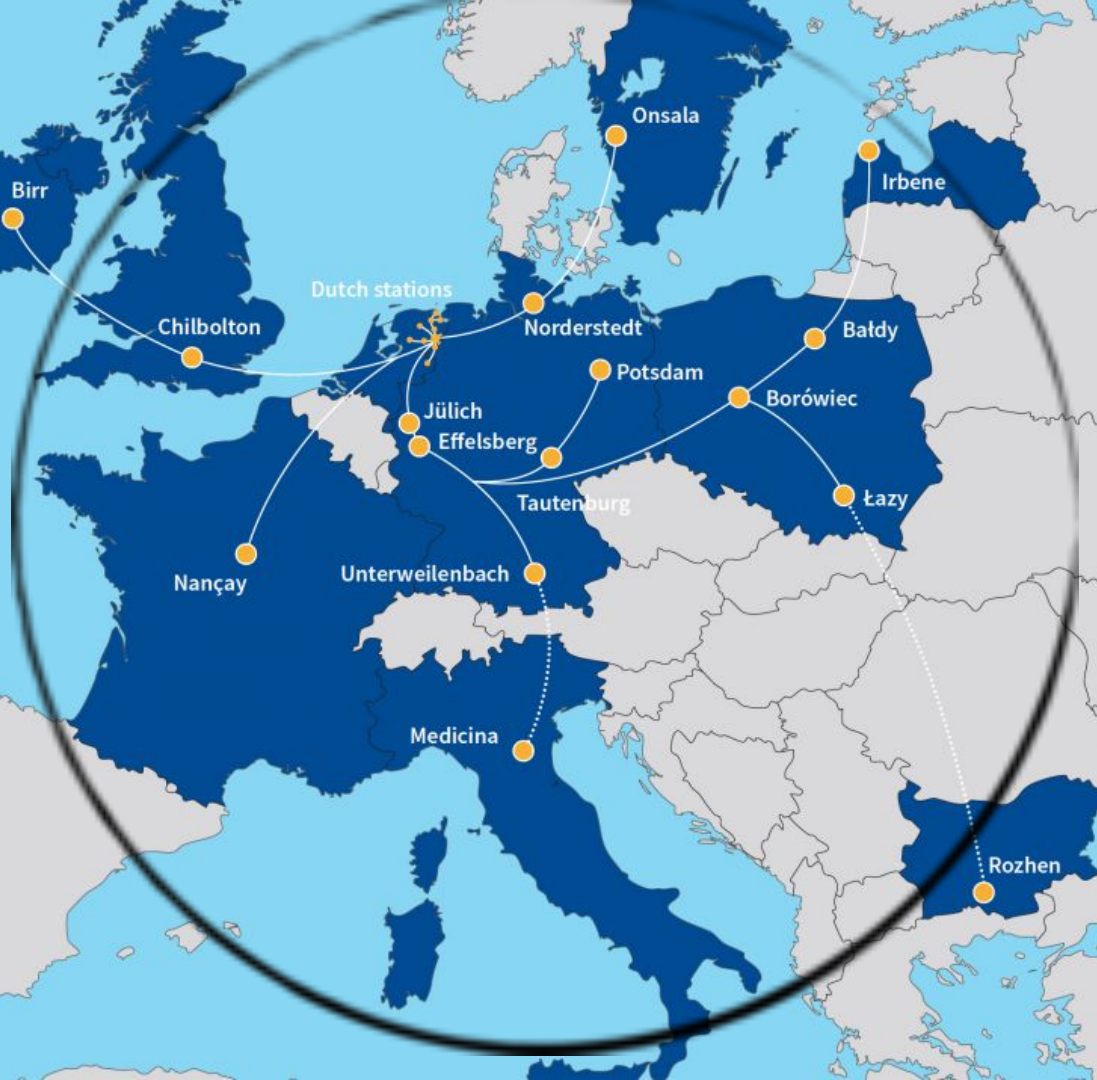 Onsala
Irbene
Birr
Dutch stations
Chilbolton
Norderstedt
Bałdy
Potsdam
Borówiec
Jülich
Effelsberg
Tautenburg
Łazy
Unterweilenbach
Nançay
Medicina
Rozhen